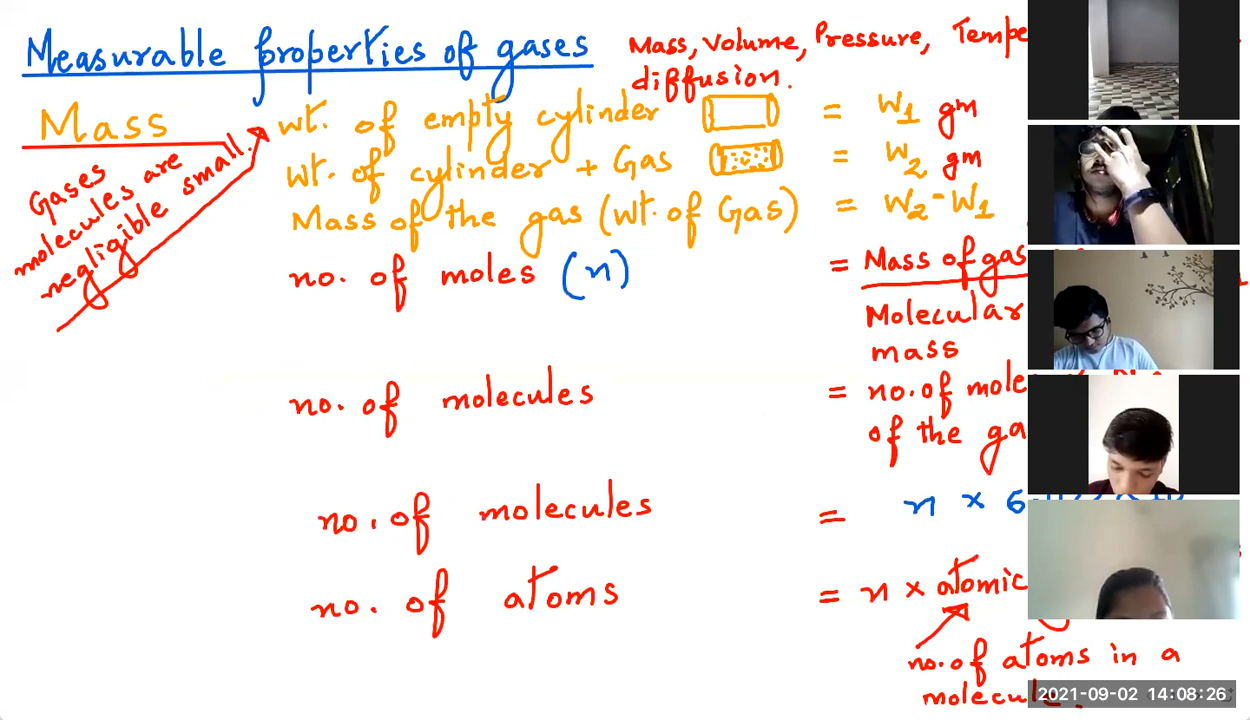 Measurable properties of gases
Mass, Volume, Pressure, Tempe
diffusion.
Mass
Gases
molecules are
negligible small.
wt. of empty cylinder = W1 gm
wt. of cylinder + Gas = W2 gm
Mass of the gas (wt. of Gas) = W2 - W1
no. of moles (n) = Mass of gas
Molecular
mass
no. of molecules = no. of mole
of the ga
no. of molecules = n × 6
no. of atoms = n × atomic
no. of atoms in a
molecule.
2021-09-02 14:08:26